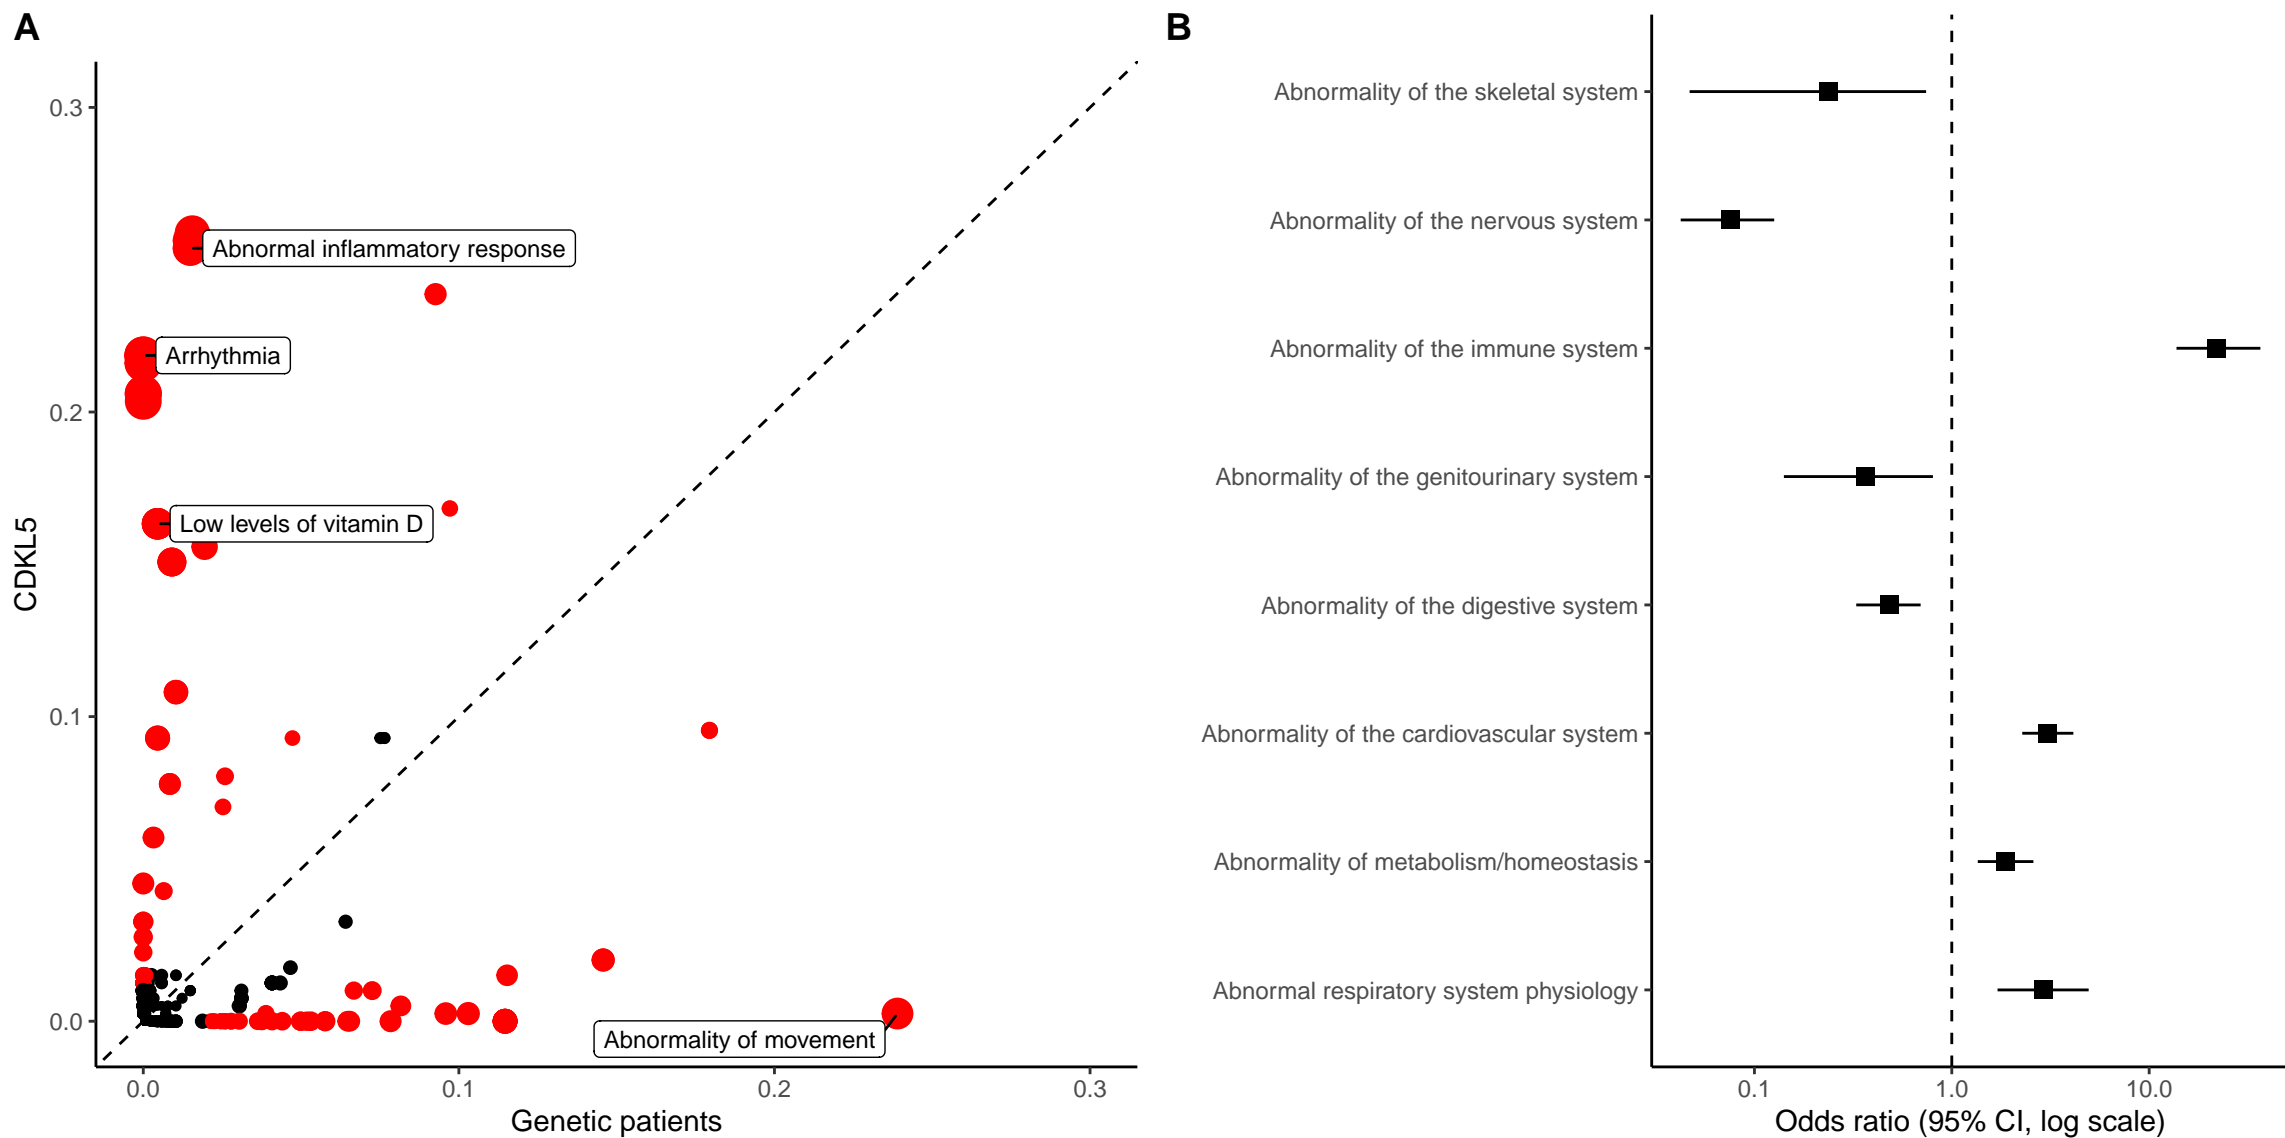 A
0.3
0.2
0.1
0.0
CDKL5
Abnormal inflammatory response
Arrhythmia
Low levels of vitamin D
Abnormality of movement
0.0 0.1 0.2 0.3
Genetic patients
B
Abnormality of the skeletal system
Abnormality of the nervous system
Abnormality of the immune system
Abnormality of the genitourinary system
Abnormality of the digestive system
Abnormality of the cardiovascular system
Abnormality of metabolism/homeostasis
Abnormal respiratory system physiology
0.1 1.0 10.0
Odds ratio (95% CI, log scale)